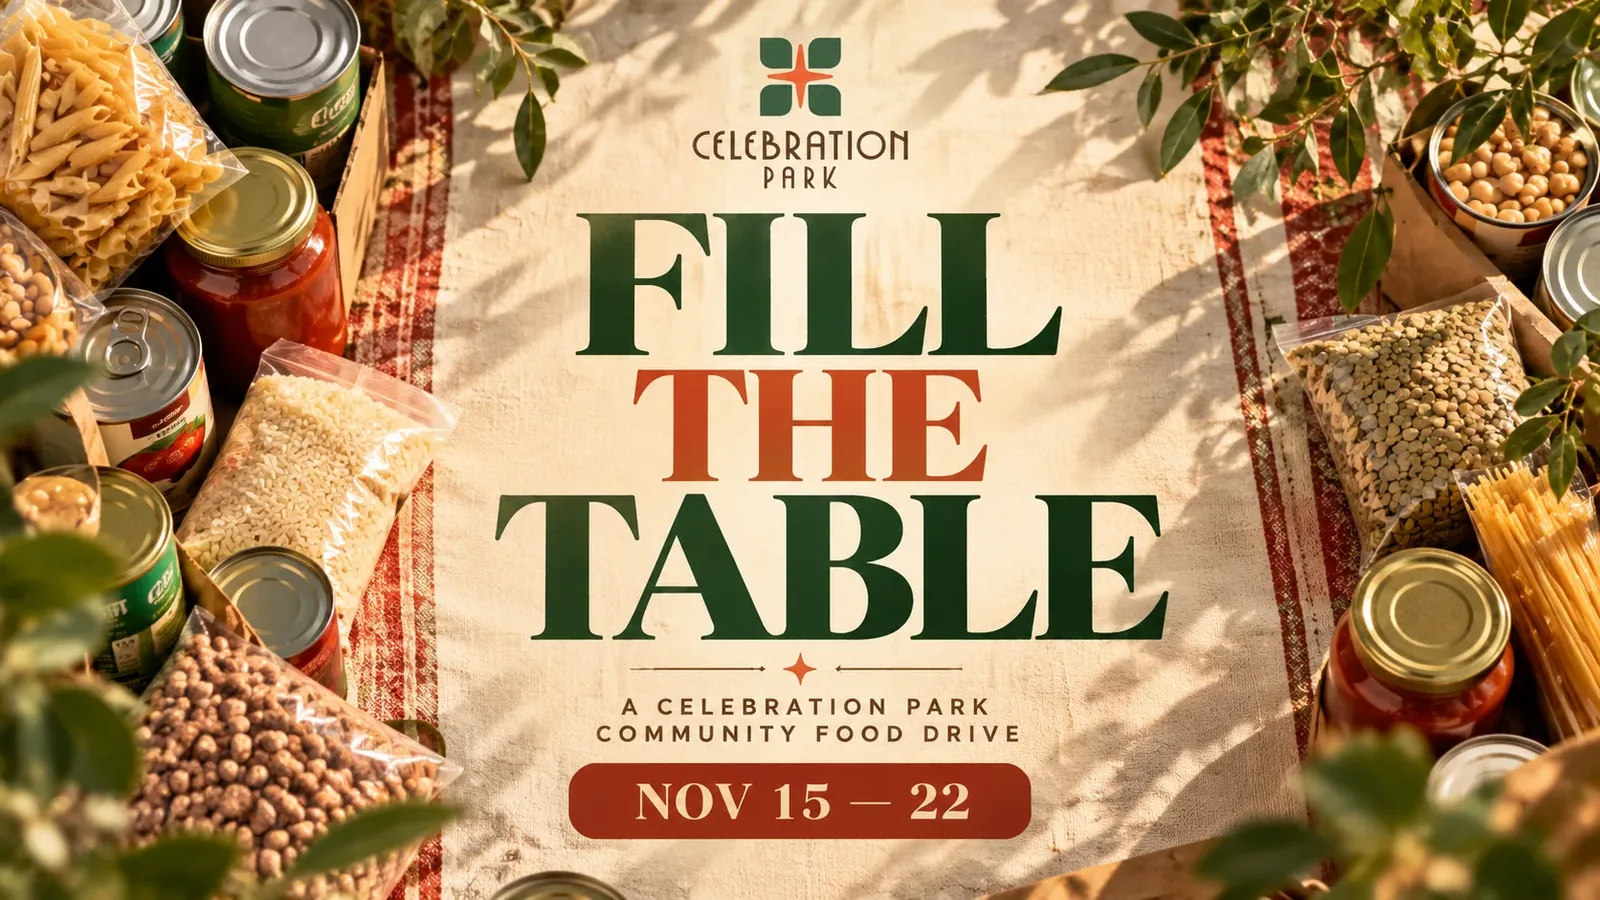 CELEBRATION
PARK
FILL
THE
TABLE
A CELEBRATION PARK
COMMUNITY FOOD DRIVE
NOV 15 — 22